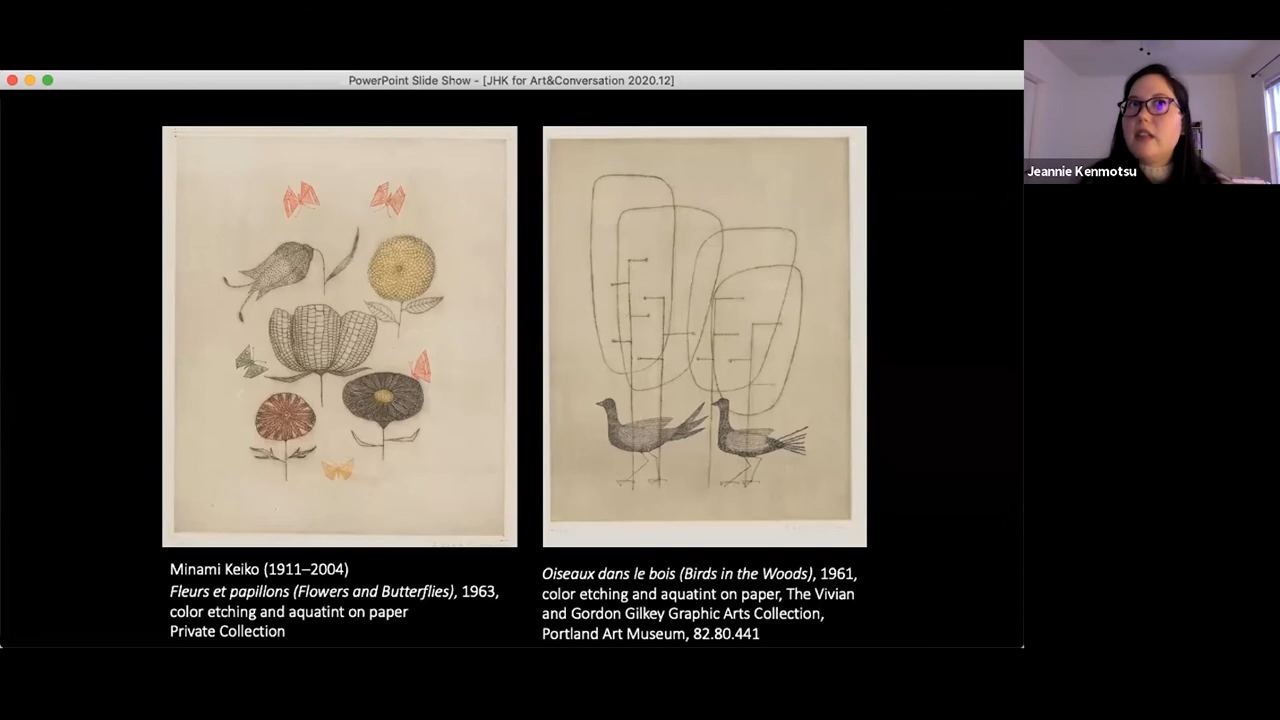 PowerPoint Slide Show - [JHK for Art&Conversation 2020.12]
Jeannie Kenmotsu
Minami Keiko (1911–2004)
Fleurs et papillons (Flowers and Butterflies), 1963,
color etching and aquatint on paper
Private Collection
Oiseaux dans le bois (Birds in the Woods), 1961,
color etching and aquatint on paper, The Vivian
and Gordon Gilkey Graphic Arts Collection,
Portland Art Museum, 82.80.441